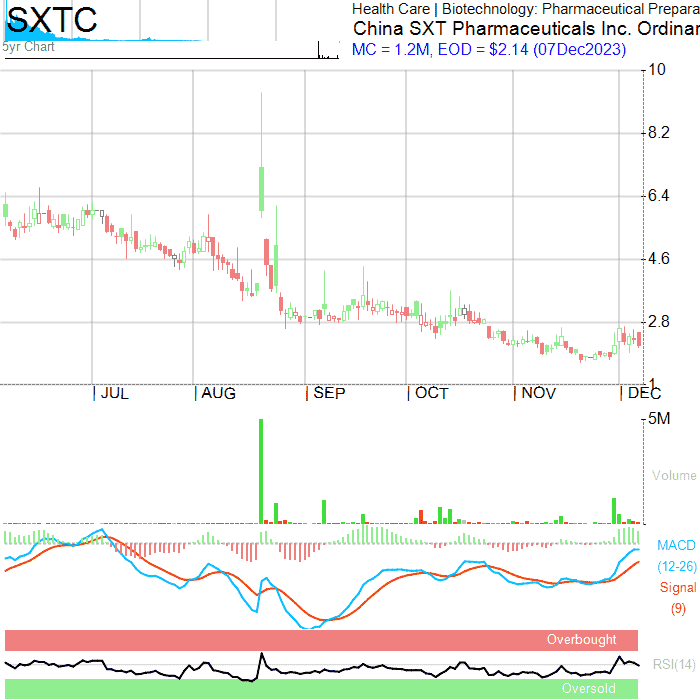 SXTC
5yr Chart
Health Care | Biotechnology: Pharmaceutical Prepara
China SXT Pharmaceuticals Inc. Ordinar
MC = 1.2M, EOD = $2.14 (07Dec2023)
10
8.2
6.4
4.6
2.8
1
| JUL | AUG | SEP | OCT | NOV | DEC
5M
Volume
MACD
(12-26)
Signal
(9)
Overbought
RSI(14)
Oversold